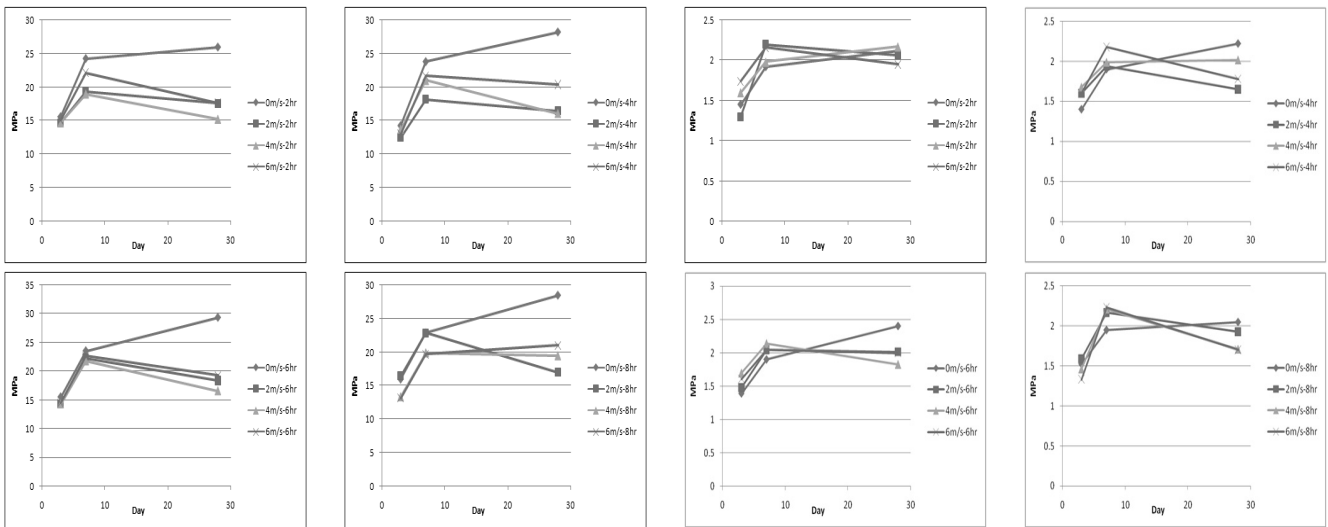 30
25
20
15
10
5
0
MPa
0 10 20 30
Day
0m/s-2hr
2m/s-2hr
4m/s-2hr
6m/s-2hr
30
25
20
15
10
5
0
MPa
0 10 20 30
Day
0m/s-4hr
2m/s-4hr
4m/s-4hr
6m/s-4hr
2.5
2
1.5
1
0.5
0
MPa
0 10 20 30
Day
0m/s-2hr
2m/s-2hr
4m/s-2hr
6m/s-2hr
2.5
2
1.5
1
0.5
0
MPa
0 10 20 30
Day
0m/s-4hr
2m/s-4hr
4m/s-4hr
6m/s-4hr
35
30
25
20
15
10
5
0
MPa
0 10 20 30
Day
0m/s-6hr
2m/s-6hr
4m/s-6hr
6m/s-6hr
30
25
20
15
10
5
0
MPa
0 10 20 30
Day
0m/s-8hr
2m/s-8hr
4m/s-8hr
6m/s-8hr
3
2.5
2
1.5
1
0.5
0
MPa
0 10 20 30
Day
0m/s-6hr
2m/s-6hr
4m/s-6hr
6m/s-6hr
2.5
2
1.5
1
0.5
0
MPa
0 10 20 30
Day
0m/s-8hr
2m/s-8hr
4m/s-8hr
6m/s-8hr